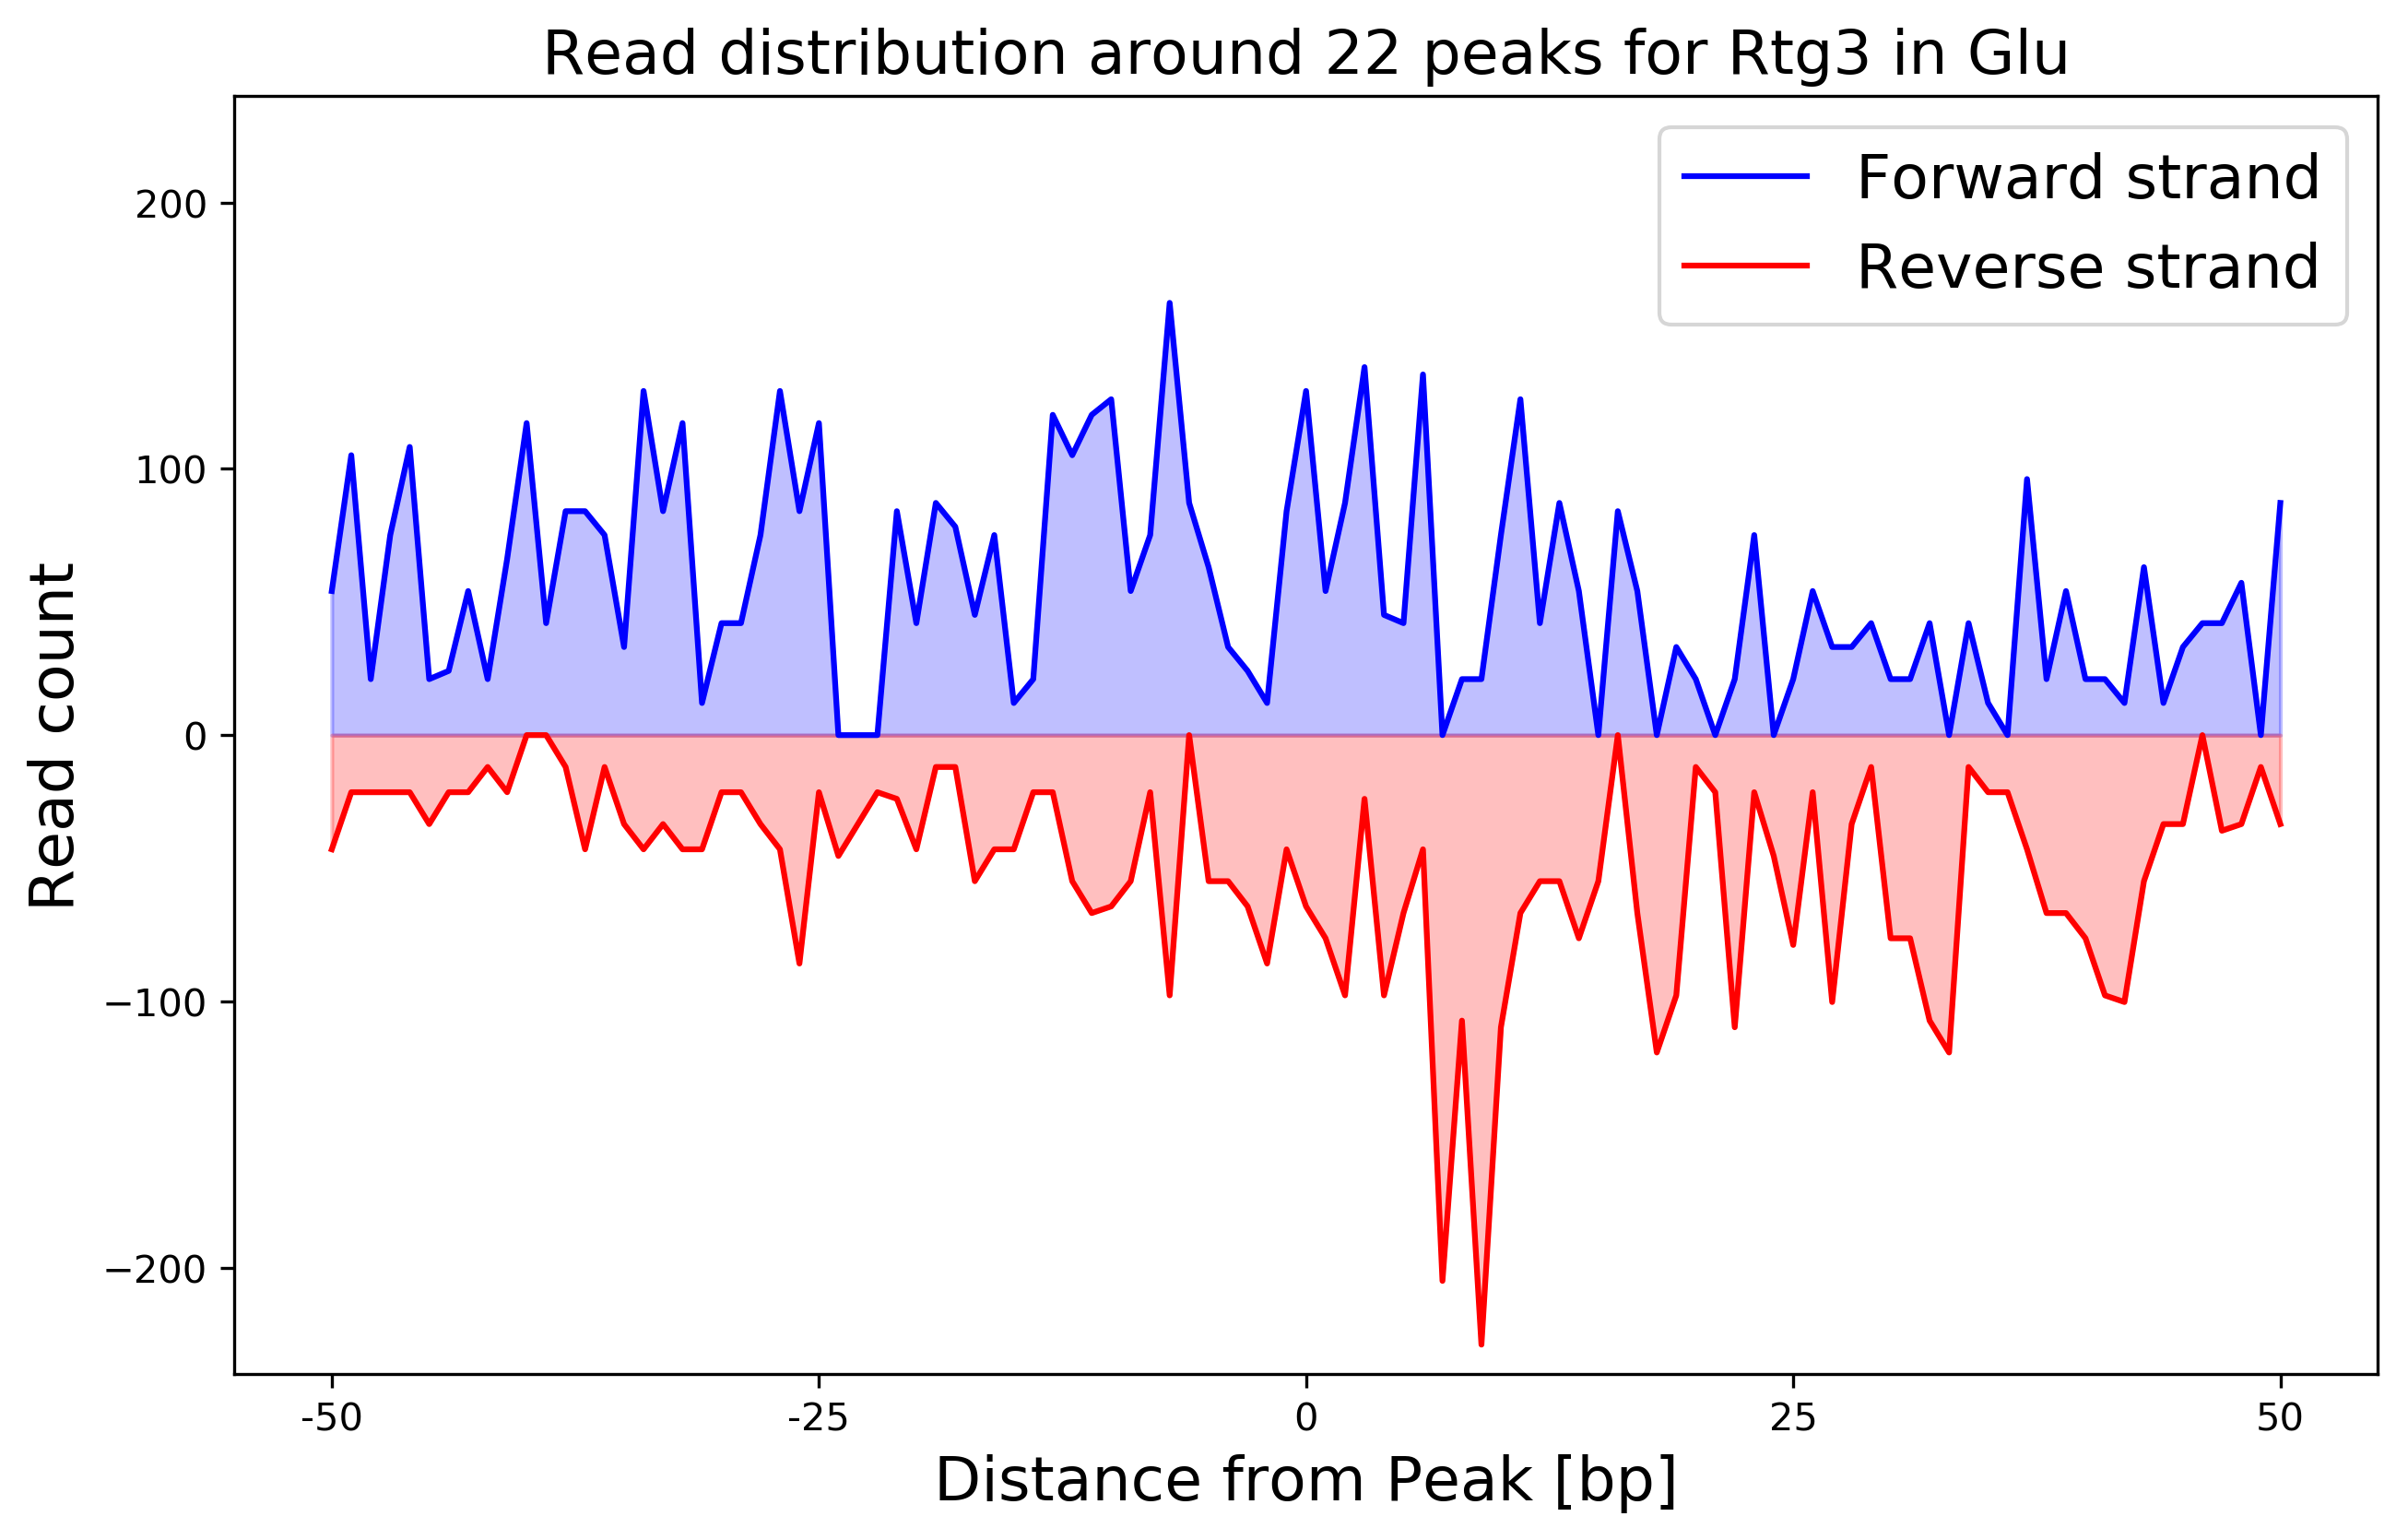 Read distribution around 22 peaks for Rtg3 in Glu
Forward strand
Reverse strand
Read count
200
100
0
−100
−200
-50
-25
0
25
50
Distance from Peak [bp]